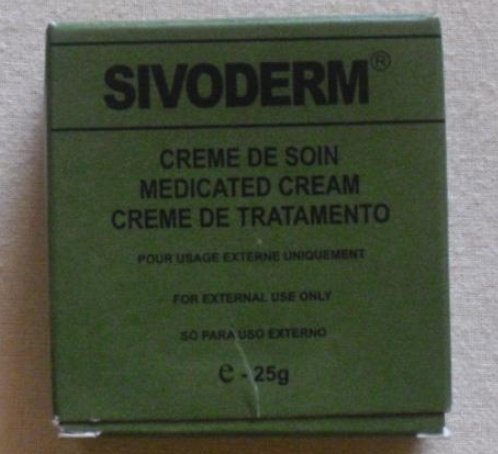 SIVODERM®
CREME DE SOIN
MEDICATED CREAM
CREME DE TRATAMENTO
POUR USAGE EXTERNE UNIQUEMENT
FOR EXTERNAL USE ONLY
SO PARA USO EXTERNO
e - 25g